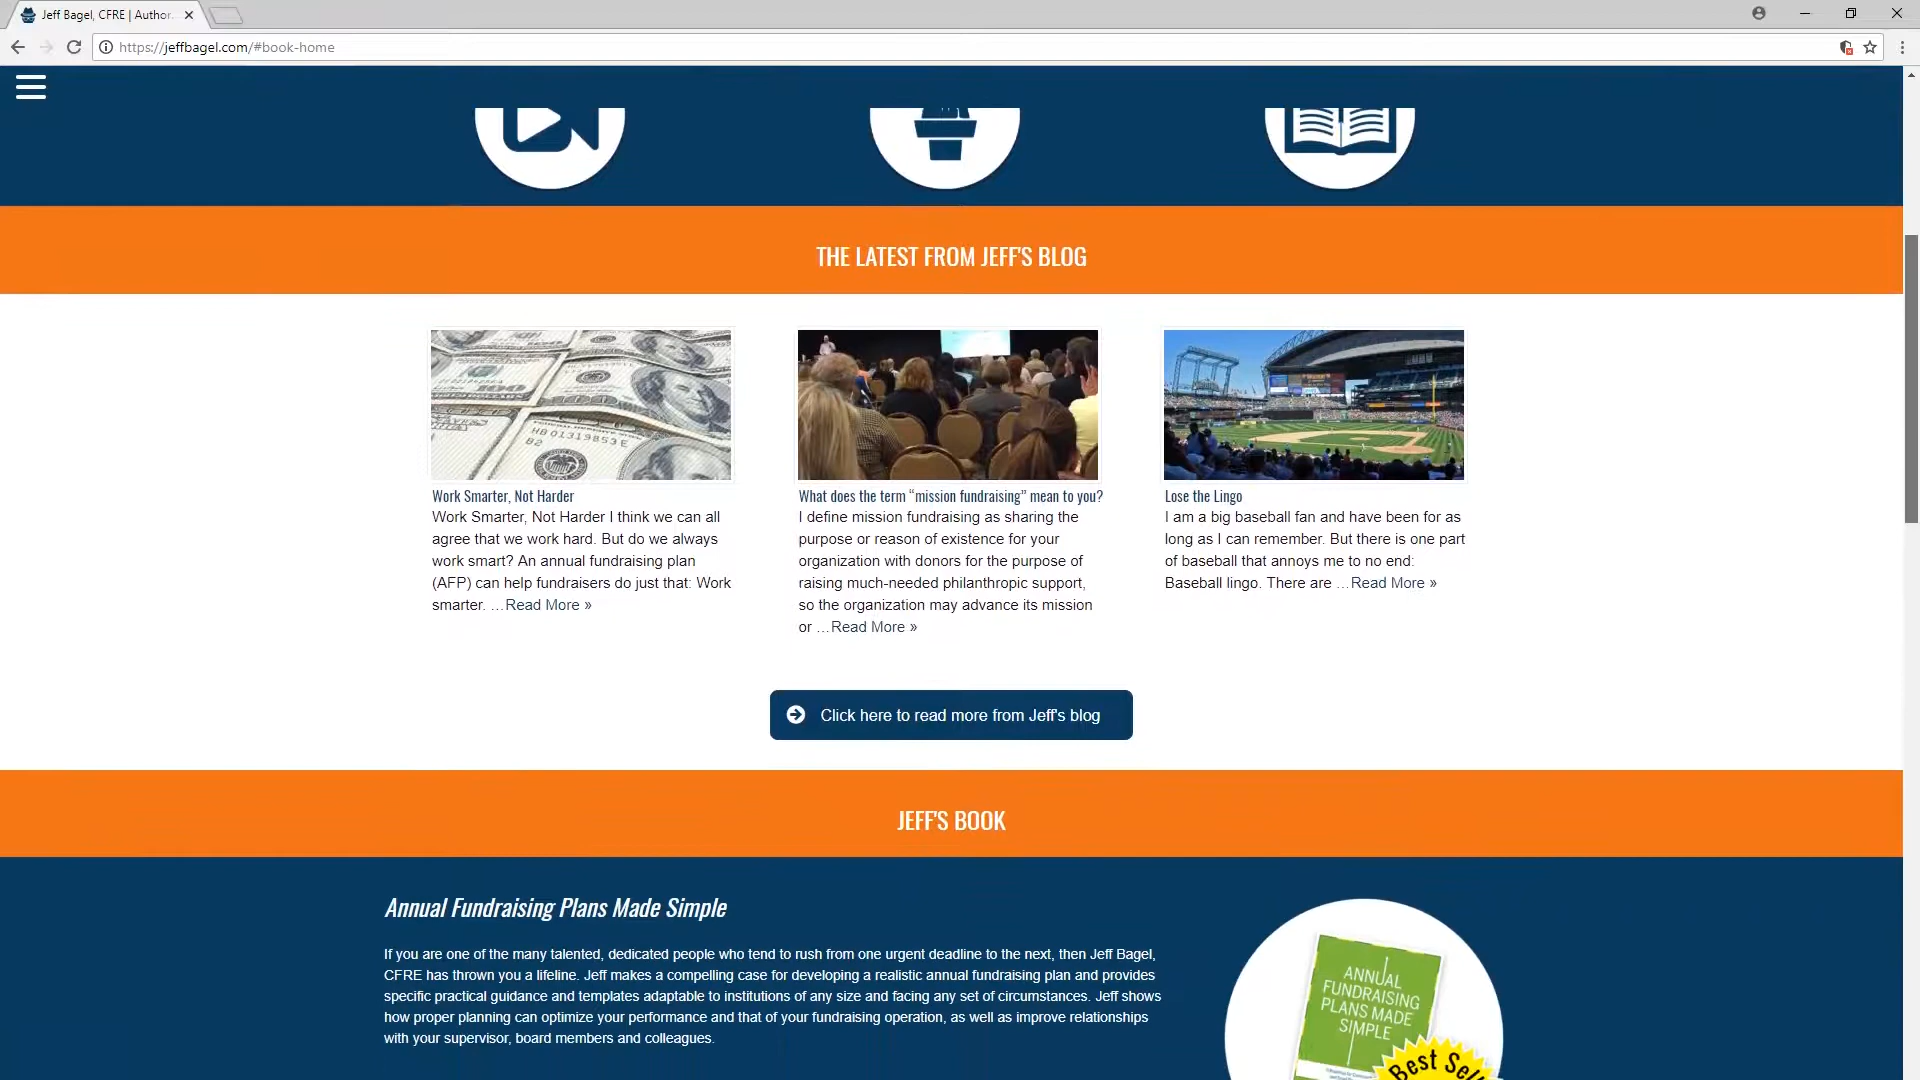 Jeff Bagel, CFRE | Author
https://jeffbagel.com/#book-home
THE LATEST FROM JEFF'S BLOG
HB01319853E
B2
100
Work Smarter, Not Harder
Work Smarter, Not Harder I think we can all
agree that we work hard. But do we always
work smart? An annual fundraising plan
(AFP) can help fundraisers do just that: Work
smarter. …Read More »
What does the term “mission fundraising” mean to you?
I define mission fundraising as sharing the
purpose or reason of existence for your
organization with donors for the purpose of
raising much-needed philanthropic support,
so the organization may advance its mission
or …Read More »
Lose the Lingo
I am a big baseball fan and have been for as
long as I can remember. But there is one part
of baseball that annoys me to no end:
Baseball lingo. There are …Read More »
Click here to read more from Jeff's blog
JEFF'S BOOK
Annual Fundraising Plans Made Simple
If you are one of the many talented, dedicated people who tend to rush from one urgent deadline to the next, then Jeff Bagel,
CFRE has thrown you a lifeline. Jeff makes a compelling case for developing a realistic annual fundraising plan and provides
specific practical guidance and templates adaptable to institutions of any size and facing any set of circumstances. Jeff shows
how proper planning can optimize your performance and that of your fundraising operation, as well as improve relationships
with your supervisor, board members and colleagues.
ANNUAL
FUNDRAISING
PLANS MADE
SIMPLE
Best Sell